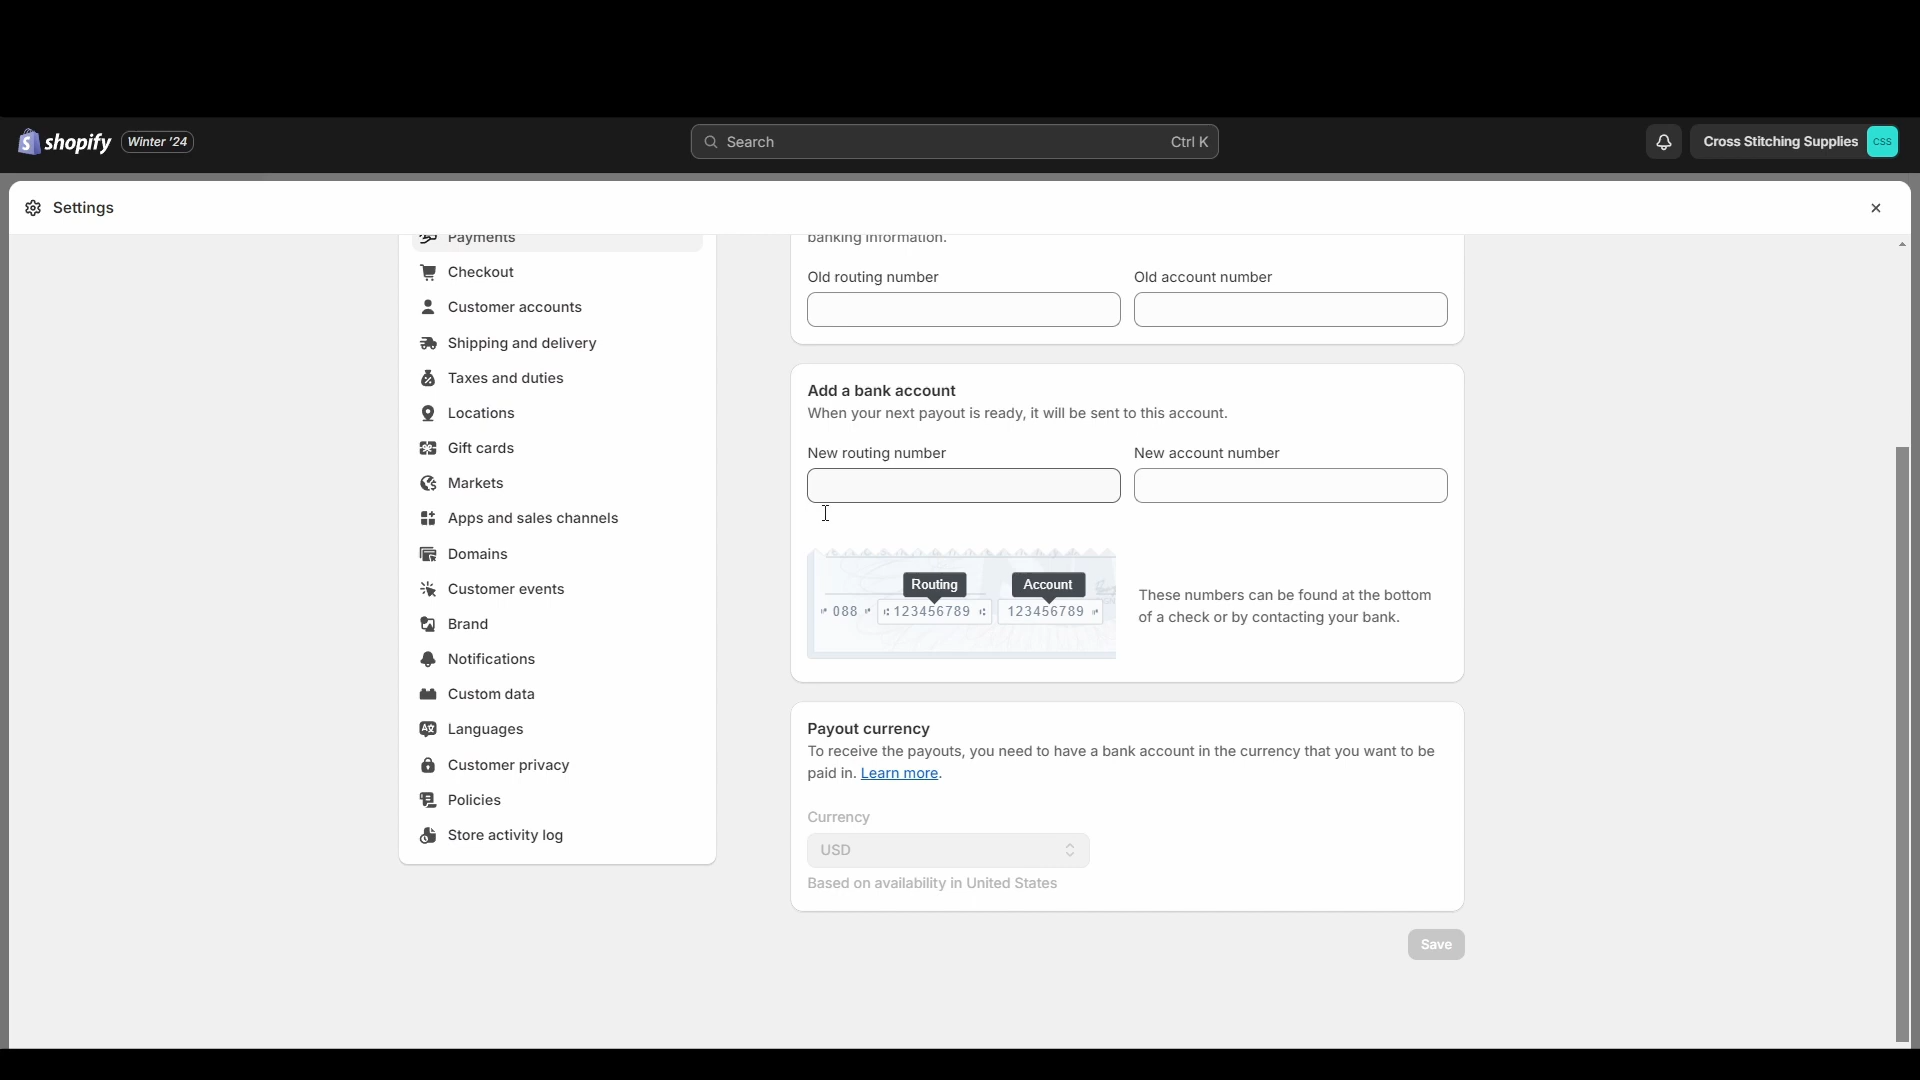 shopify Winter '24
Search Ctrl K
Cross Stitching Supplies CSS
Settings
Payments
Checkout
Customer accounts
Shipping and delivery
Taxes and duties
Locations
Gift cards
Markets
Apps and sales channels
Domains
Customer events
Brand
Notifications
Custom data
Languages
Customer privacy
Policies
Store activity log
banking information.
Old routing number Old account number
Add a bank account
When your next payout is ready, it will be sent to this account.
New routing number New account number
Routing Account
088 123456789 123456789
These numbers can be found at the bottom
of a check or by contacting your bank.
Payout currency
To receive the payouts, you need to have a bank account in the currency that you want to be
paid in. Learn more.
Currency
USD
Based on availability in United States
Save